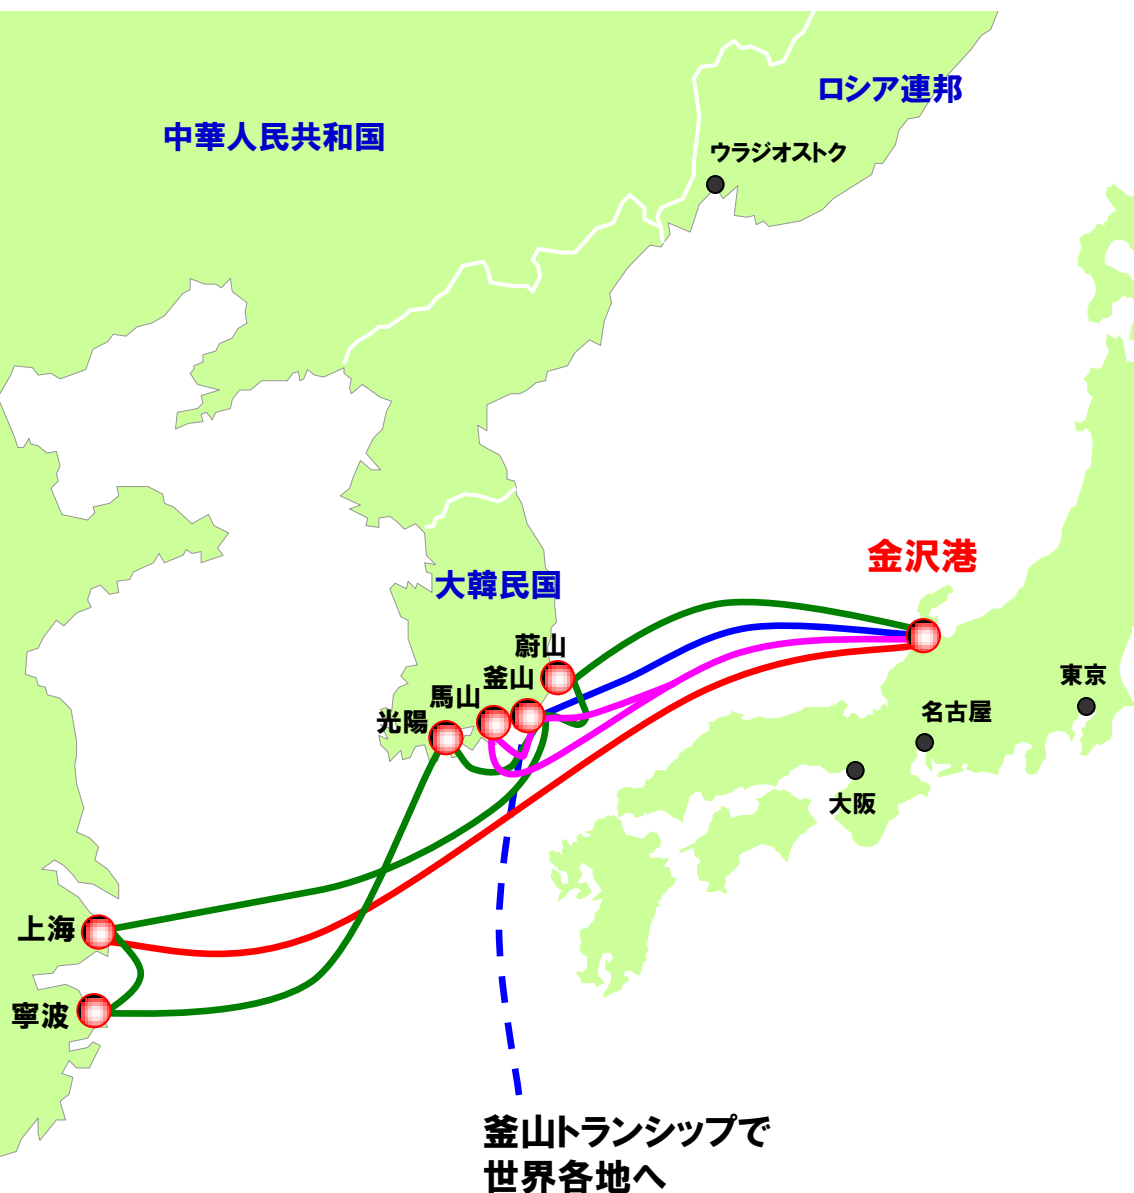 ロシア連邦
中華人民共和国
ウラジオストク
金沢港
大韓民国
蔚山
釜山
馬山
光陽
東京
名古屋
大阪
上海
寧波
釜山トランシップで
世界各地へ